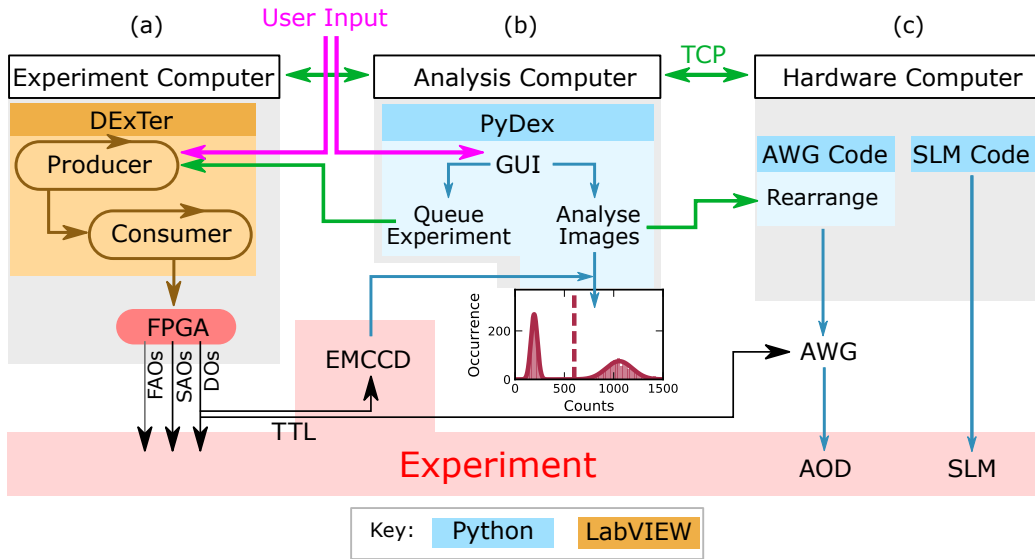 (a)
User Input
(b)
(c)
Experiment Computer
Analysis Computer
TCP
Hardware Computer
DExTer
Producer
Consumer
FPGA
FAOs
SAOs
DOs
TTL
PyDex
GUI
Queue
Experiment
Analyse
Images
EMCCD
Occurrence
200
0
0
500
1000
1500
Counts
AWG Code
Rearrange
SLM Code
AWG
Experiment
AOD
SLM
Key:
Python
LabVIEW